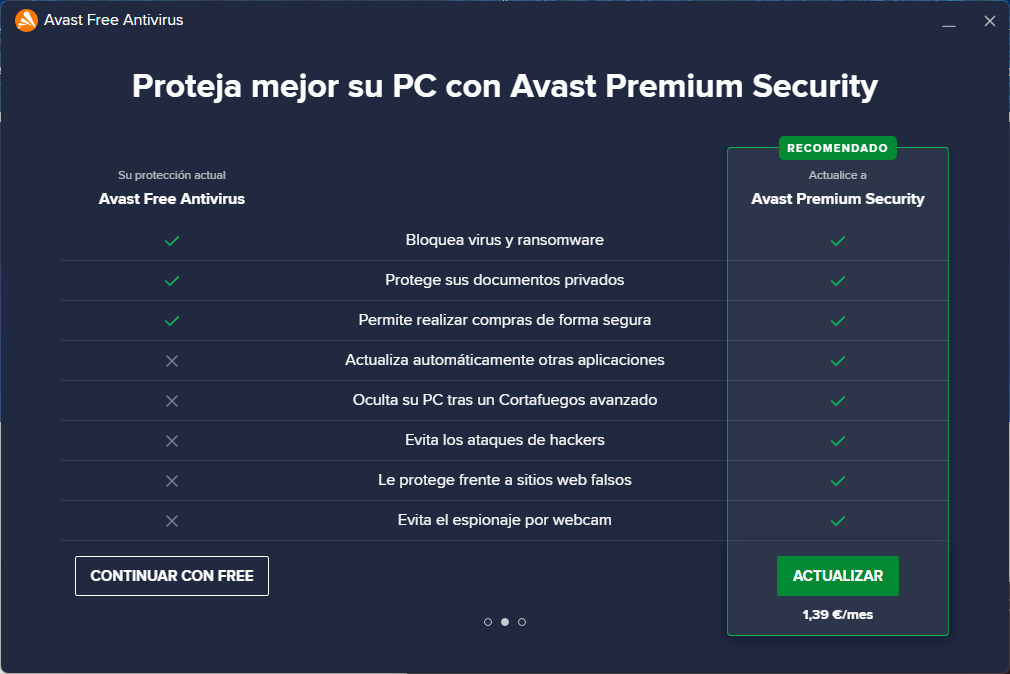 Avast Free Antivirus
Proteja mejor su PC con Avast Premium Security
RECOMENDADO
Su protección actual
Avast Free Antivirus
Actualice a
Avast Premium Security
Bloquea virus y ransomware
Protege sus documentos privados
Permite realizar compras de forma segura
Actualiza automáticamente otras aplicaciones
Oculta su PC tras un Cortafuegos avanzado
Evita los ataques de hackers
Le protege frente a sitios web falsos
Evita el espionaje por webcam
CONTINUAR CON FREE
ACTUALIZAR
1,39 €/mes